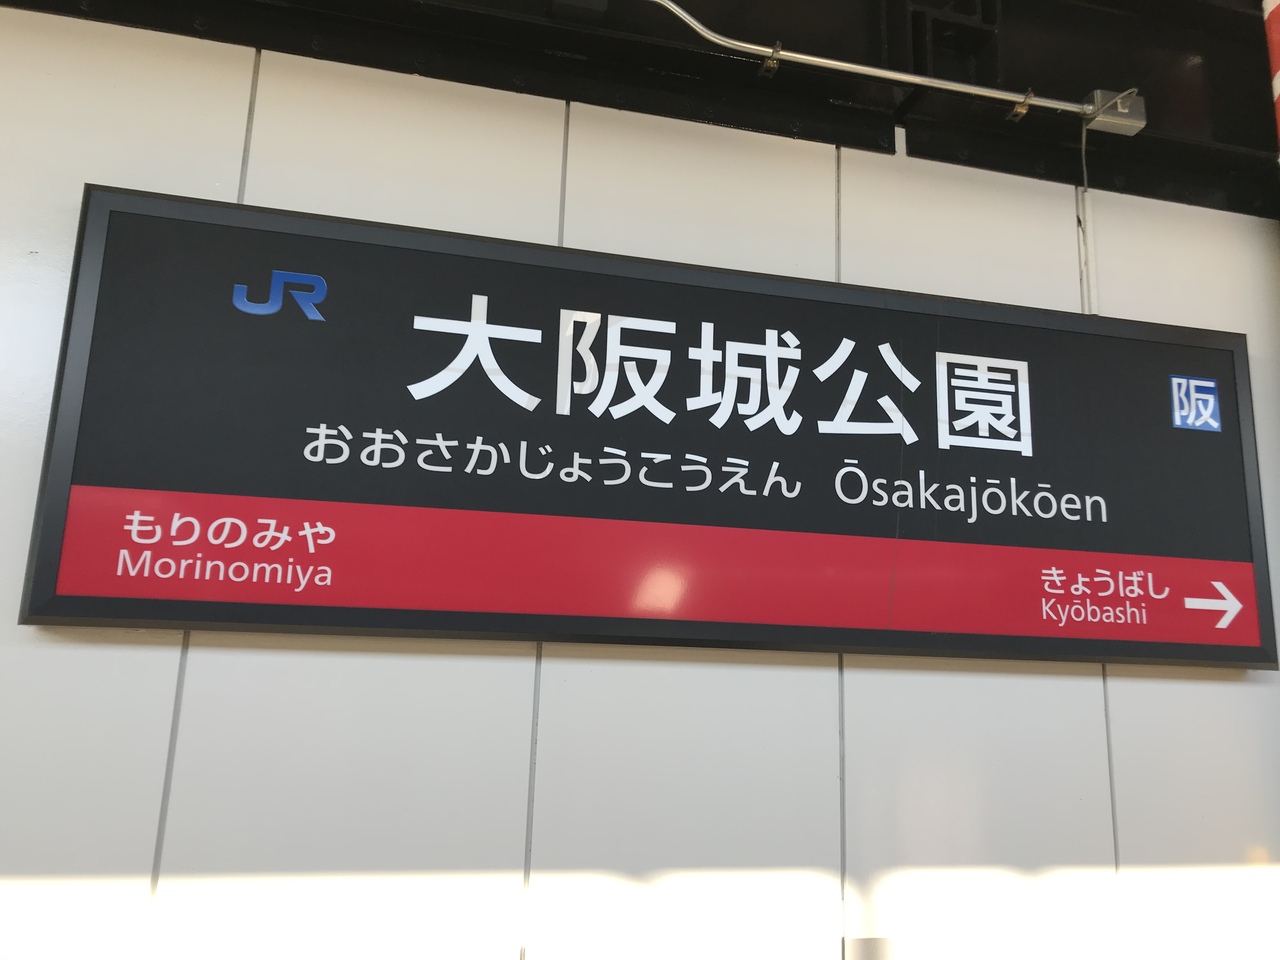 JR
大阪城公園
阪
おおさかじょうこうえん Ōsakajōkōen
もりのみや
Morinomiya
きょうばし
Kyōbashi
→